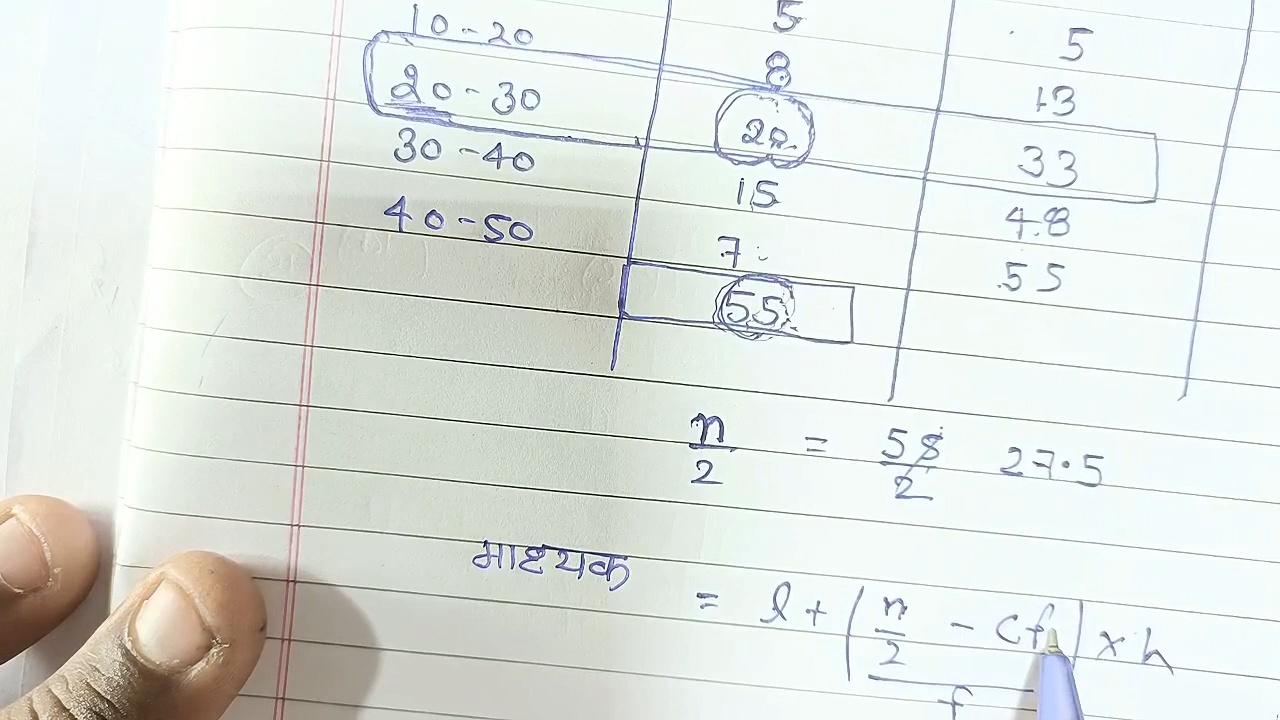 5
10-20 8 5
20-30 20 13
30-40 15 33
40-50 7 48
55 55
n/2 = 55/2 27.5
माध्यक
= l + (n/2 - cf / f) × h